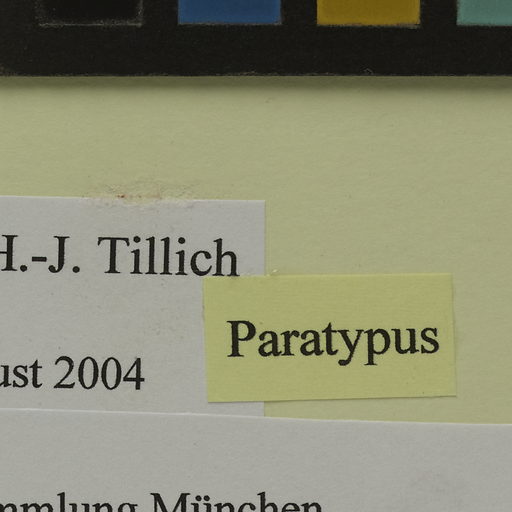 H.-J. Tillich
Paratypus
ust 2004
mmlung München